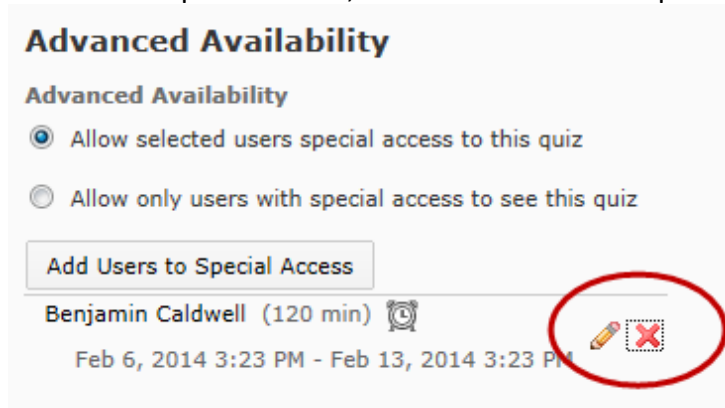 Advanced Availability
Advanced Availability
Allow selected users special access to this quiz
Allow only users with special access to see this quiz
Add Users to Special Access
Benjamin Caldwell (120 min)
Feb 6, 2014 3:23 PM - Feb 13, 2014 3:23 PM